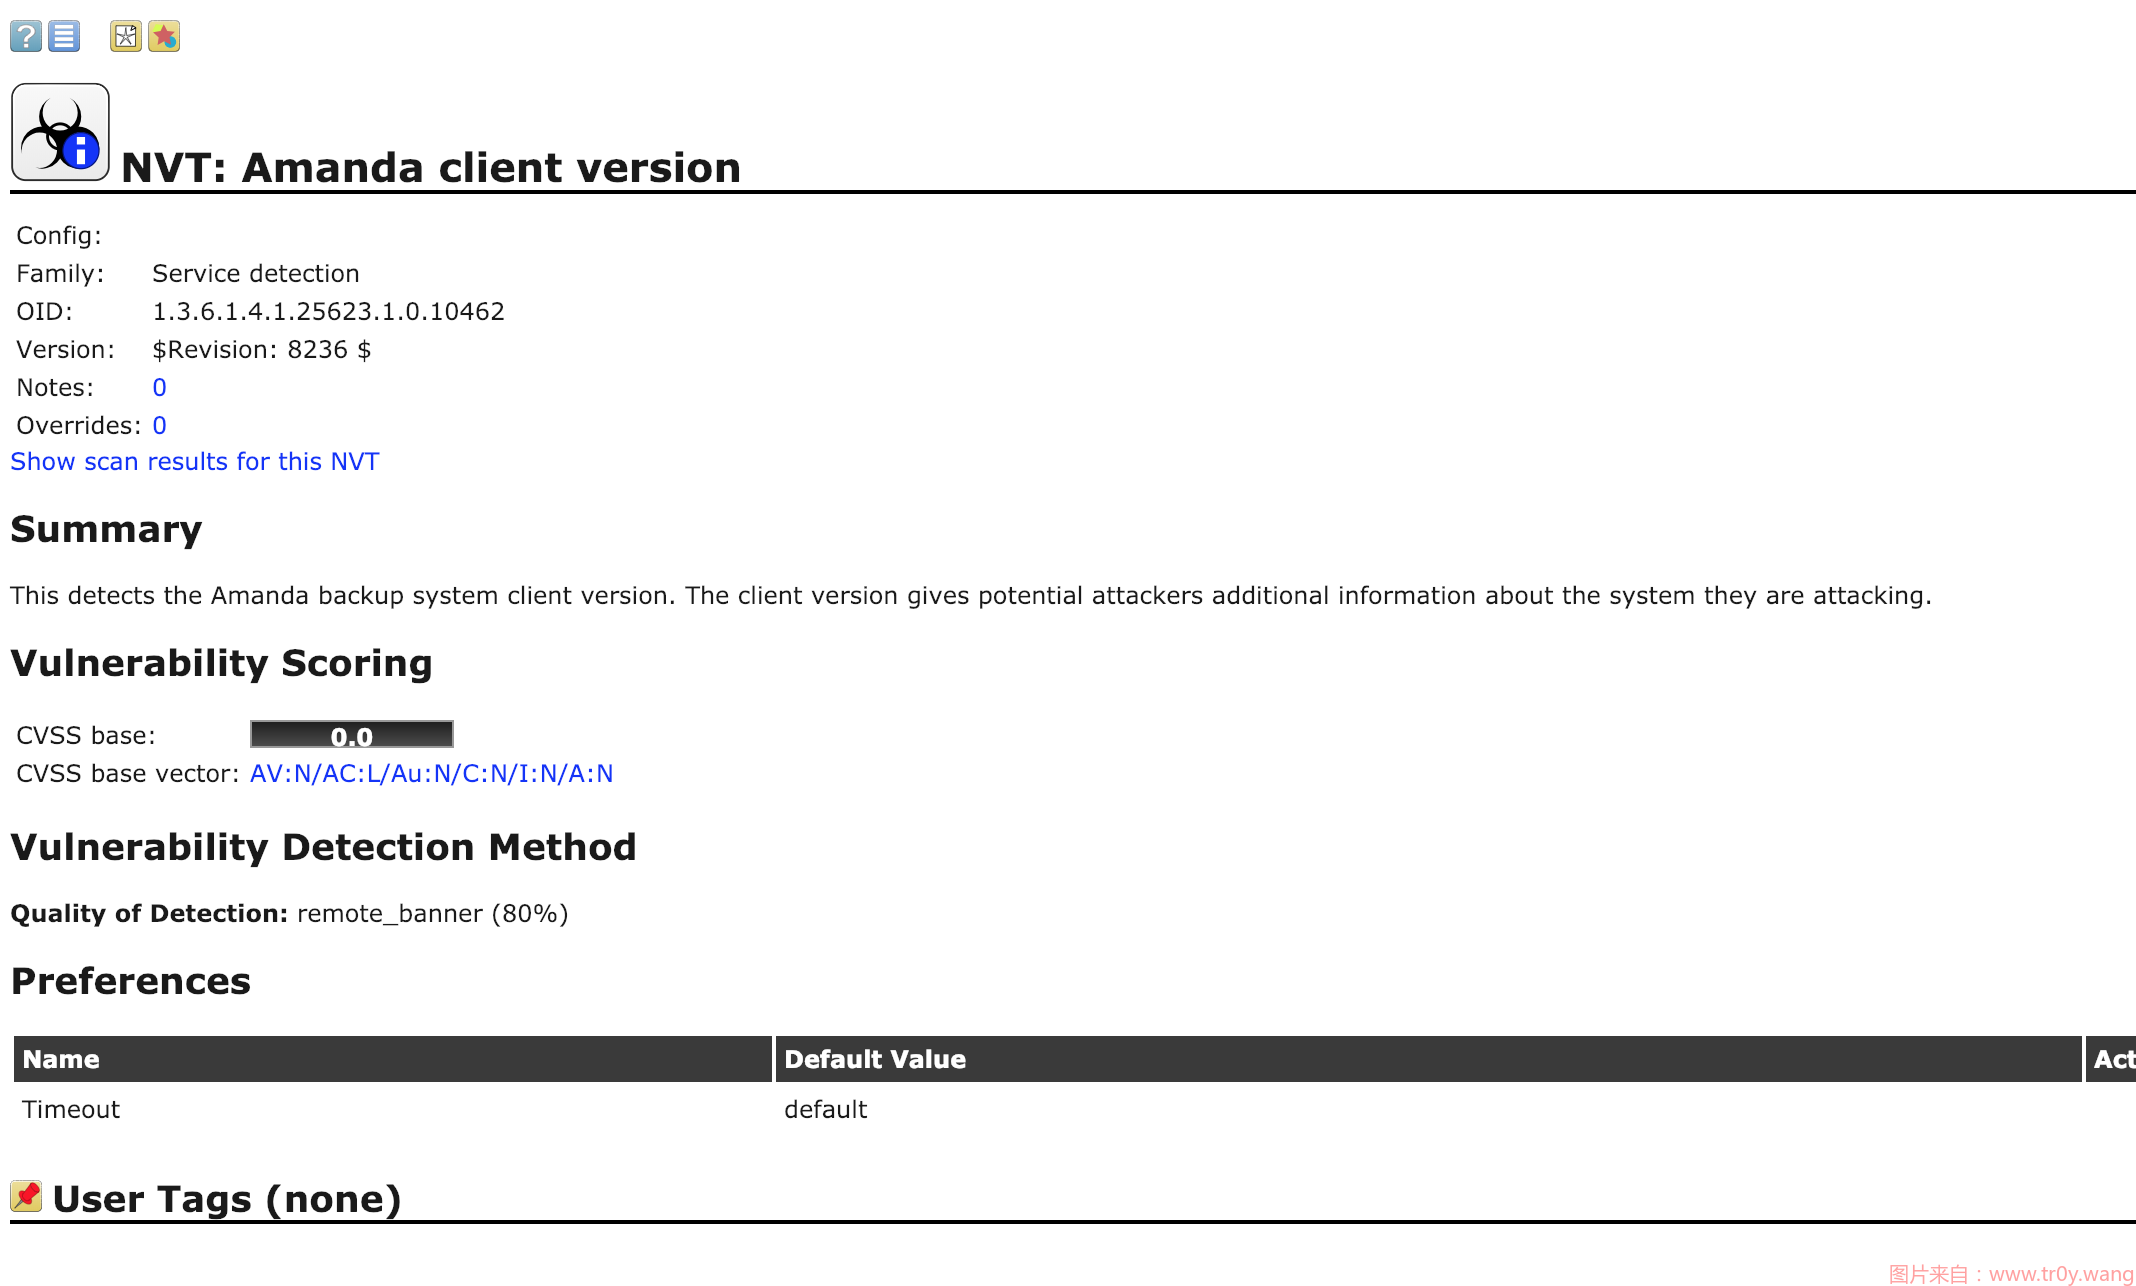 NVT: Amanda client version
Config:
Family: Service detection
OID: 1.3.6.1.4.1.25623.1.0.10462
Version: $Revision: 8236 $
Notes: 0
Overrides: 0
Show scan results for this NVT
Summary
This detects the Amanda backup system client version. The client version gives potential attackers additional information about the system they are attacking.
Vulnerability Scoring
CVSS base: 0.0
CVSS base vector: AV:N/AC:L/Au:N/C:N/I:N/A:N
Vulnerability Detection Method
Quality of Detection: remote_banner (80%)
Preferences
Name Default Value Act
Timeout default
User Tags (none)
图片来自：www.tr0y.wang